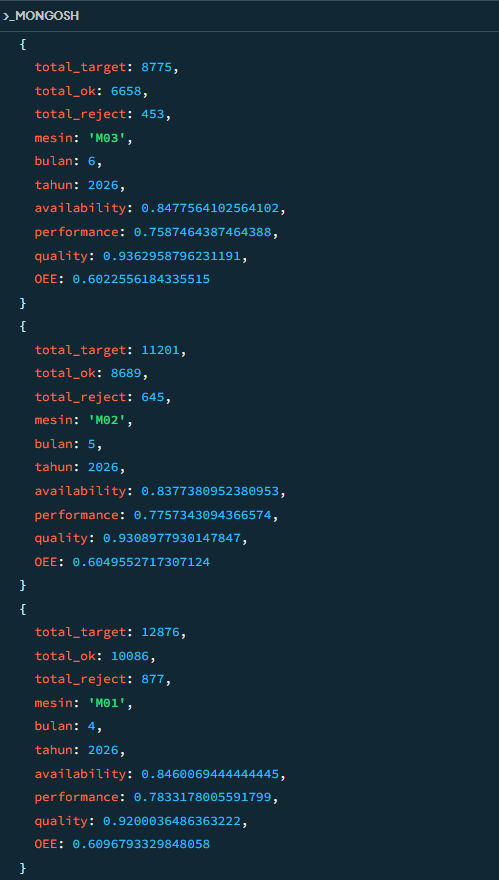 >_MONGOSH
{
total_target: 8775,
total_ok: 6658,
total_reject: 453,
mesin: 'M03',
bulan: 6,
tahun: 2026,
availability: 0.8477564102564102,
performance: 0.7587464387464388,
quality: 0.9362958796231191,
OEE: 0.6022556184335515
}
{
total_target: 11201,
total_ok: 8689,
total_reject: 645,
mesin: 'M02',
bulan: 5,
tahun: 2026,
availability: 0.8377380952380953,
performance: 0.7757343094366574,
quality: 0.9308977930147847,
OEE: 0.6049552717307124
}
{
total_target: 12876,
total_ok: 10086,
total_reject: 877,
mesin: 'M01',
bulan: 4,
tahun: 2026,
availability: 0.8460069444444445,
performance: 0.7833178005591799,
quality: 0.9200036486363222,
OEE: 0.6096793329848058
}